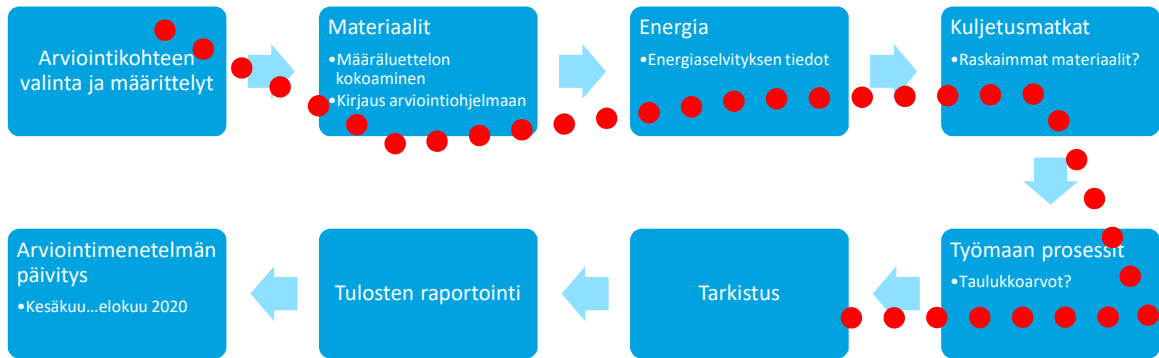 Arviointikohteen
valinta ja määrittelyt
Materiaalit
•Määräluettelon
kokoaminen
•Kirjaus arviointiohjelmaan
Energia
•Energiaselvityksen tiedot
Kuljetusmatkat
•Raskaimmat materiaalit?
Työmaan prosessit
•Taulukkoarvot?
Tarkistus
Tulosten raportointi
Arviointimenetelmän
päivitys
•Kesäkuu...elokuu 2020